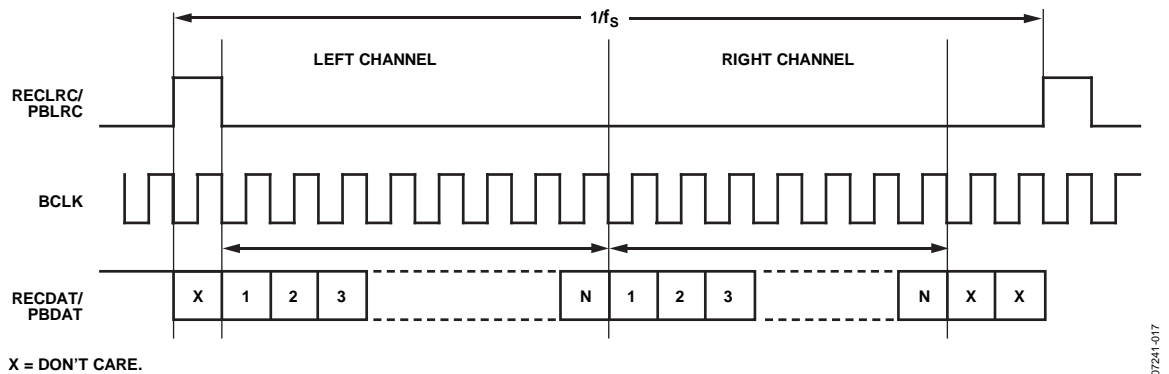 1/fS
LEFT CHANNEL
RIGHT CHANNEL
RECLRC/
PBLRC
BCLK
RECDAT/
PBDAT
X 1 2 3 N 1 2 3 N X X
X = DON'T CARE.
07241-017